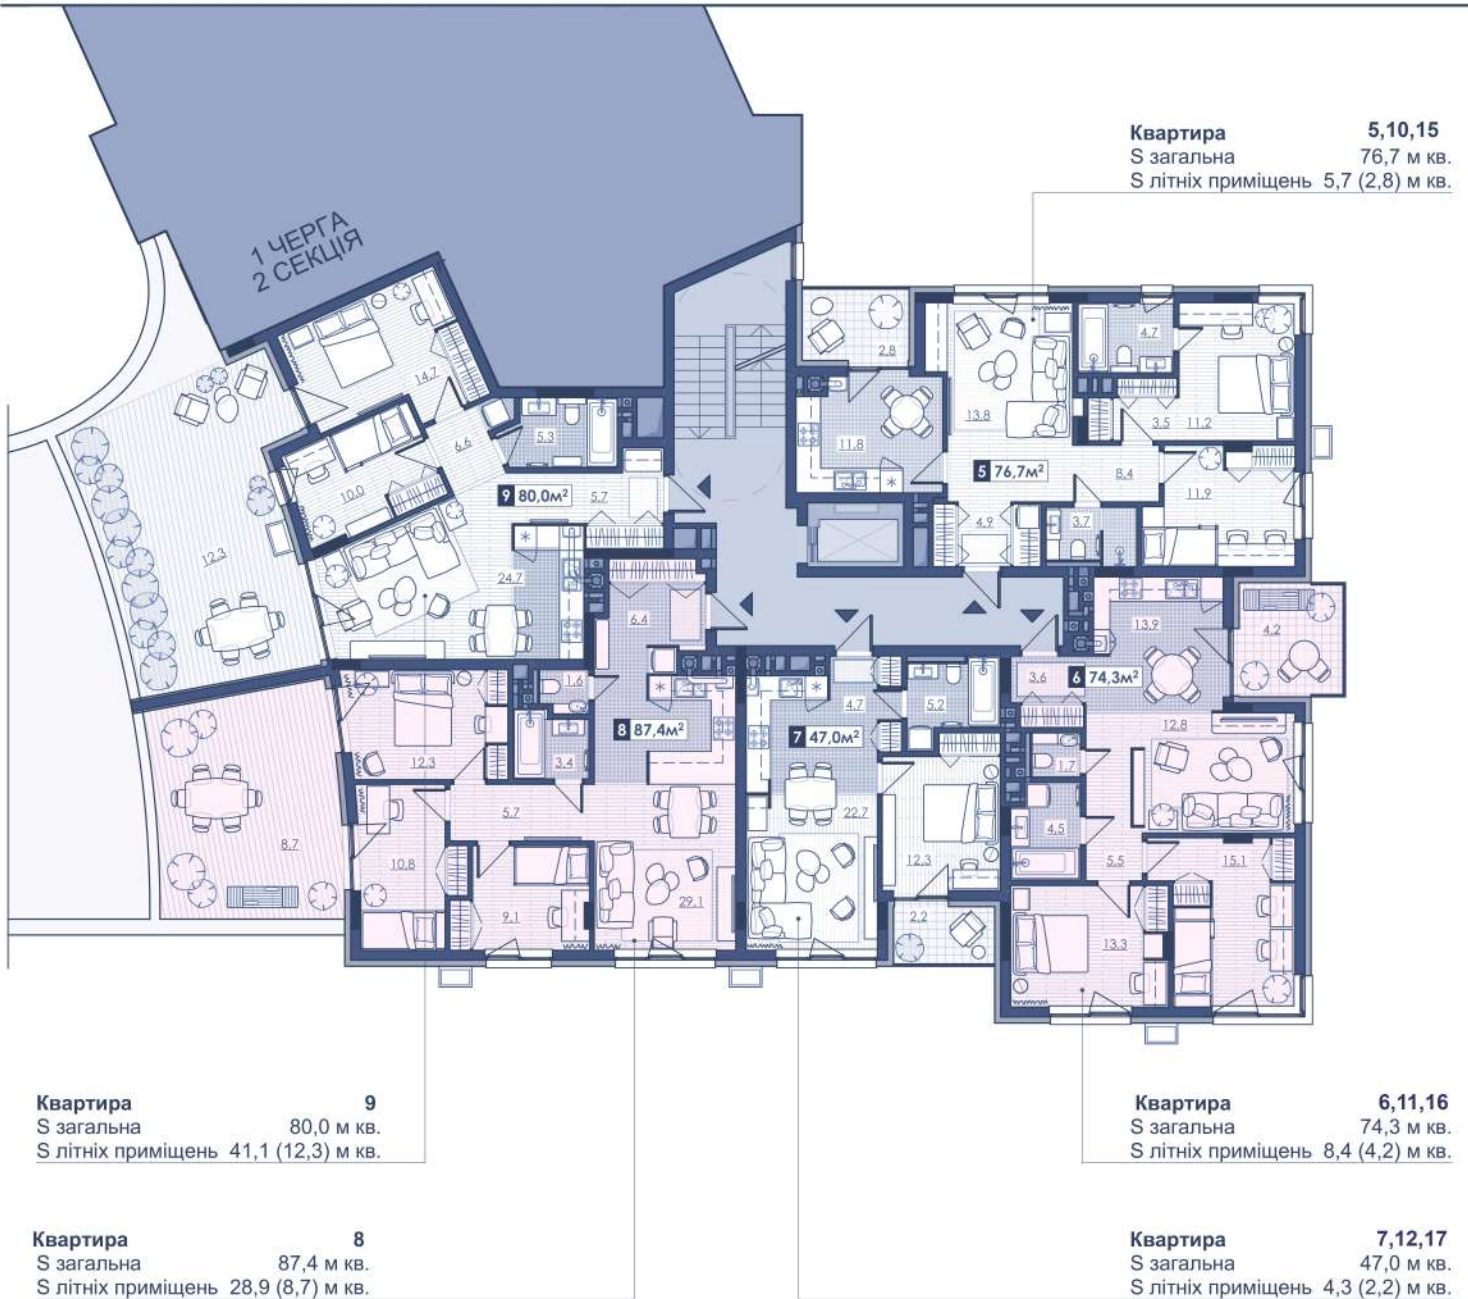 Квартира 5,10,15
S загальна 76,7 м кв.
S літніх приміщень 5,7 (2,8) м кв.
1 ЧЕРГА
2 СЕКЦІЯ
2,8
4,7
14,7
13,8
3,5
11,2
11,8
5,3
6,6
5 76,7м²
8,4
10,0
9 80,0м²
5,7
11,9
4,9
3,7
12,3
24,7
6,4
13,9
4,2
3,6
6 74,3м²
1,6
4,7
5,2
12,8
8 87,4м²
7 47,0м²
12,3
3,4
1,7
5,7
22,7
4,5
8,7
10,8
12,3
5,5
15,1
9,1
29,1
2,2
13,3
Квартира 9
S загальна 80,0 м кв.
S літніх приміщень 41,1 (12,3) м кв.
Квартира 6,11,16
S загальна 74,3 м кв.
S літніх приміщень 8,4 (4,2) м кв.
Квартира 8
S загальна 87,4 м кв.
S літніх приміщень 28,9 (8,7) м кв.
Квартира 7,12,17
S загальна 47,0 м кв.
S літніх приміщень 4,3 (2,2) м кв.